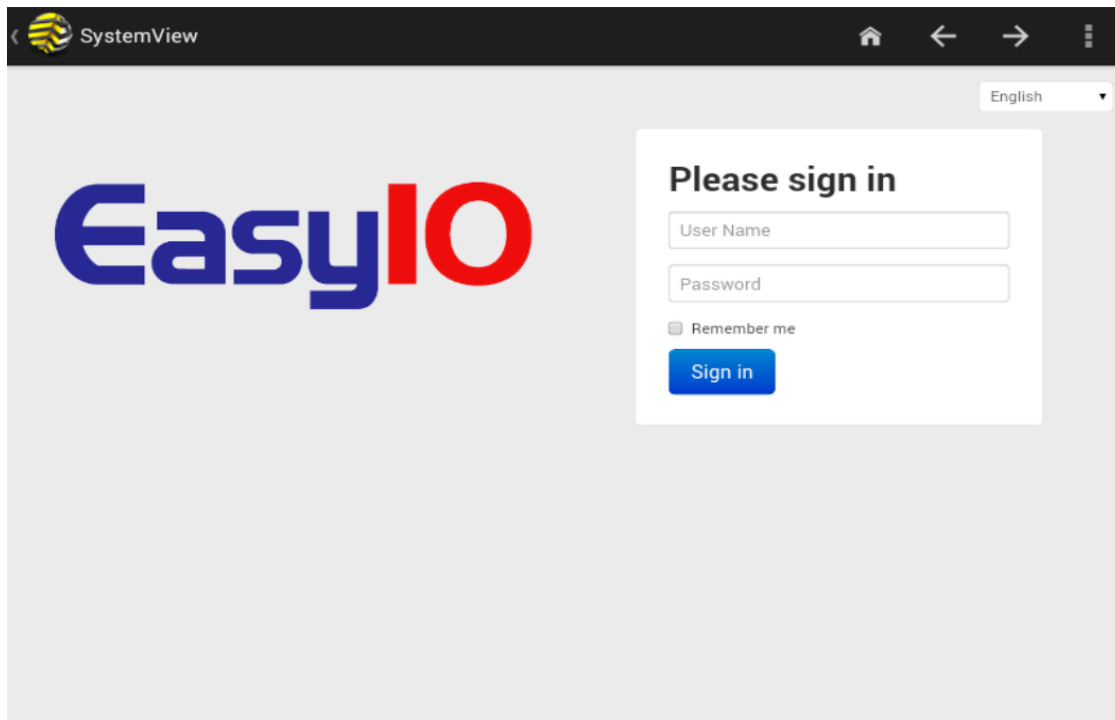 SystemView
English
EasyIO
Please sign in
User Name
Password
Remember me
Sign in